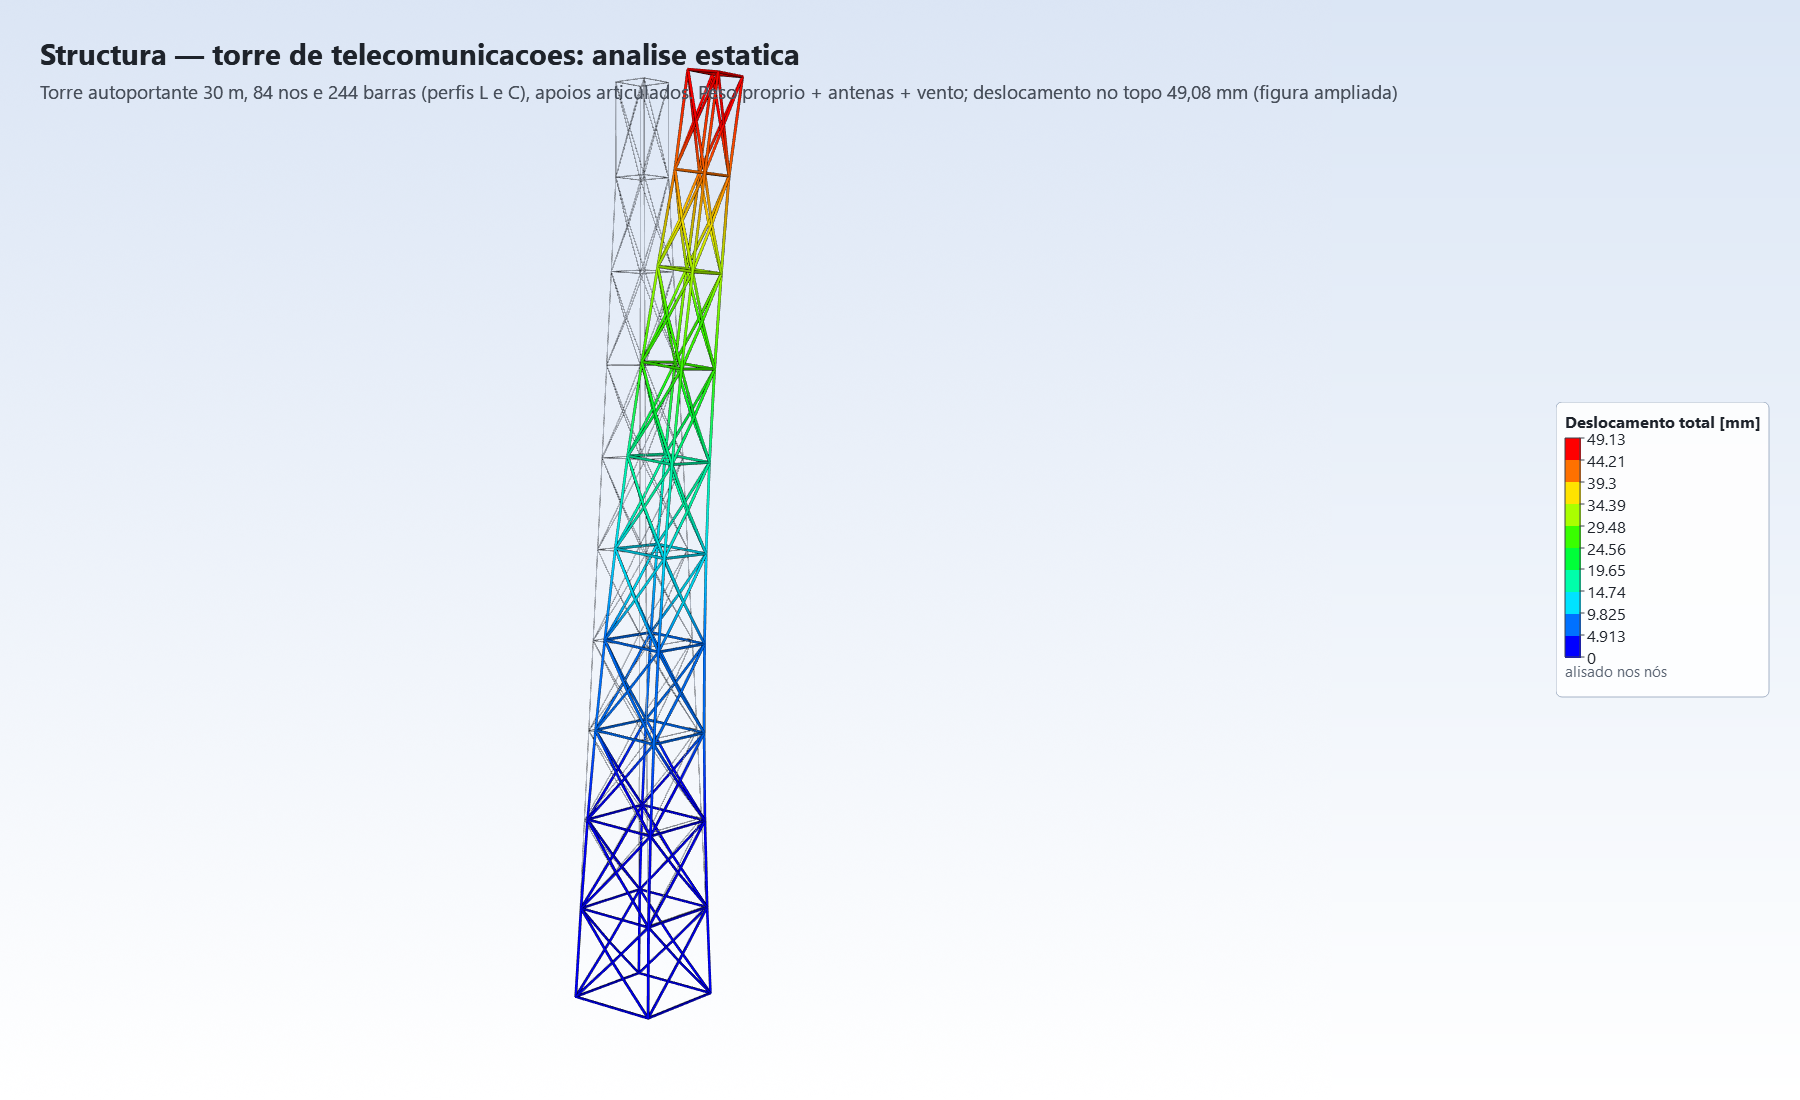 Structura — torre de telecomunicacoes: analise estatica
Torre autoportante 30 m, 84 nos e 244 barras (perfis L e C), apoios articulados. Peso proprio + antenas + vento; deslocamento no topo 49,08 mm (figura ampliada)
Deslocamento total [mm]
49.13
44.21
39.3
34.39
29.48
24.56
19.65
14.74
9.825
4.913
0
alisado nos nós